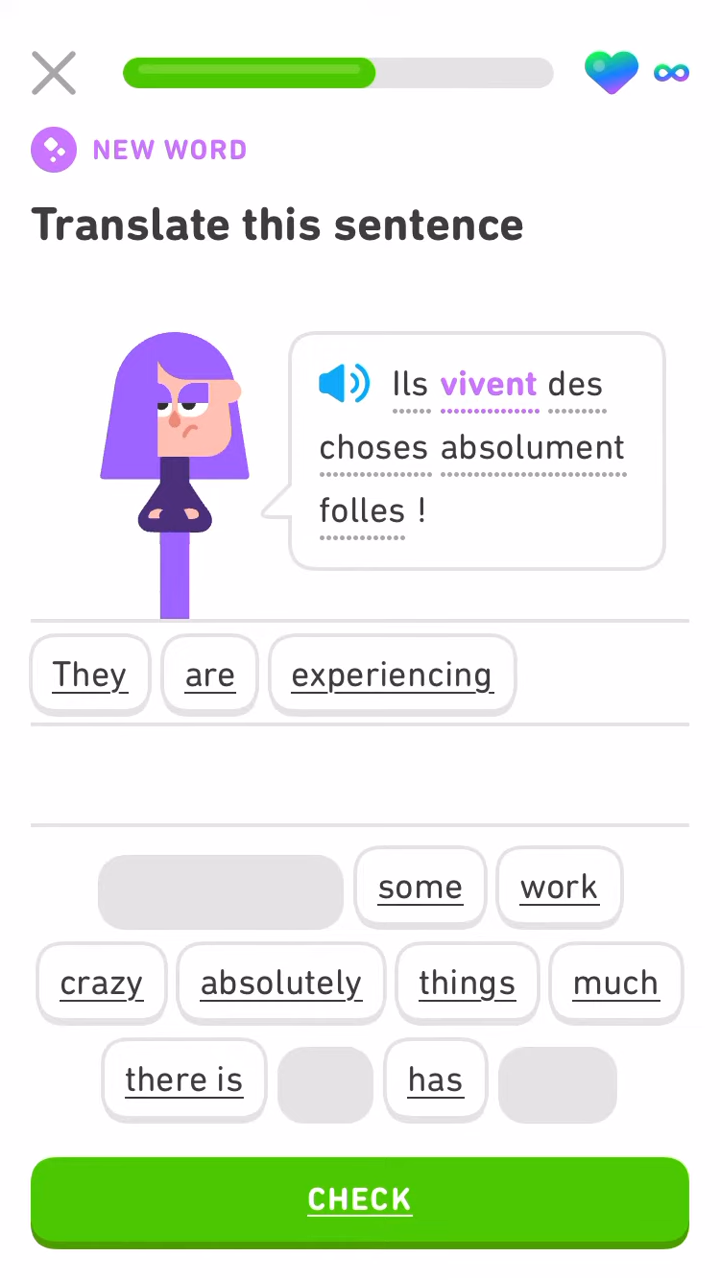 NEW WORD
Translate this sentence
Ils vivent des
choses absolument
folles !
They are experiencing
some work
crazy absolutely things much
there is has
CHECK